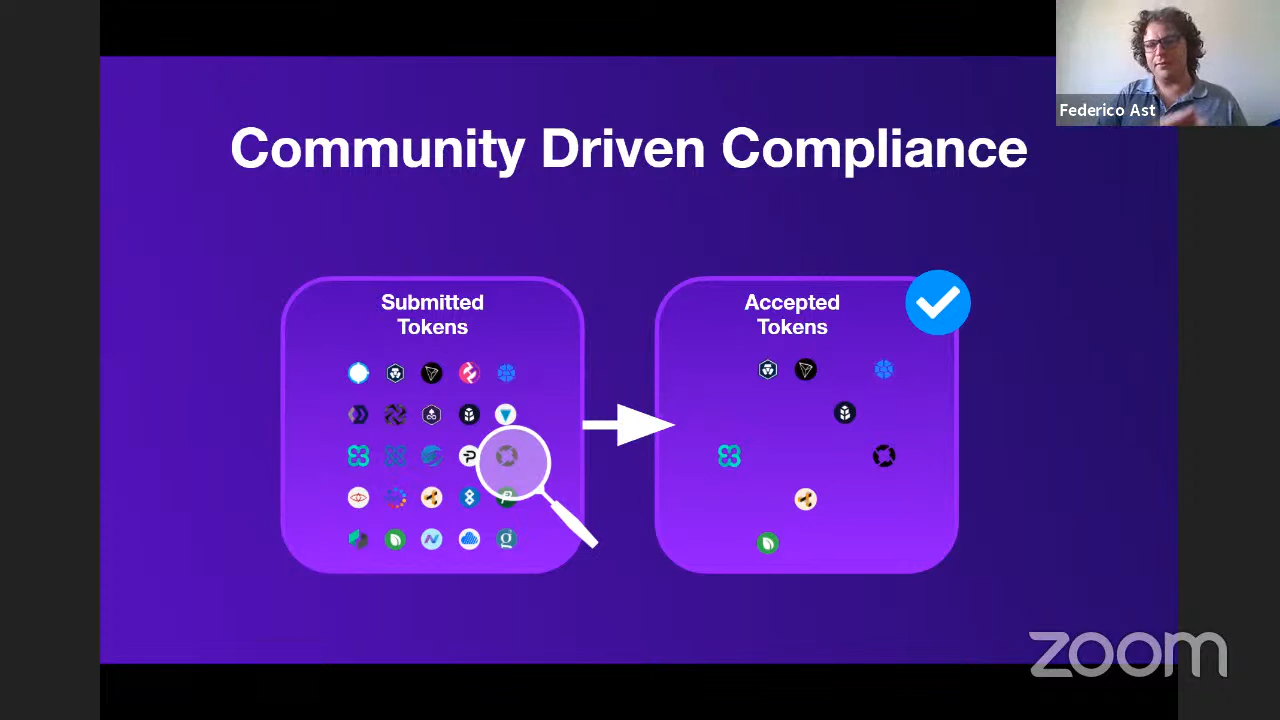 Federico Ast
Community Driven Compliance
Submitted
Tokens
Accepted
Tokens
zoom